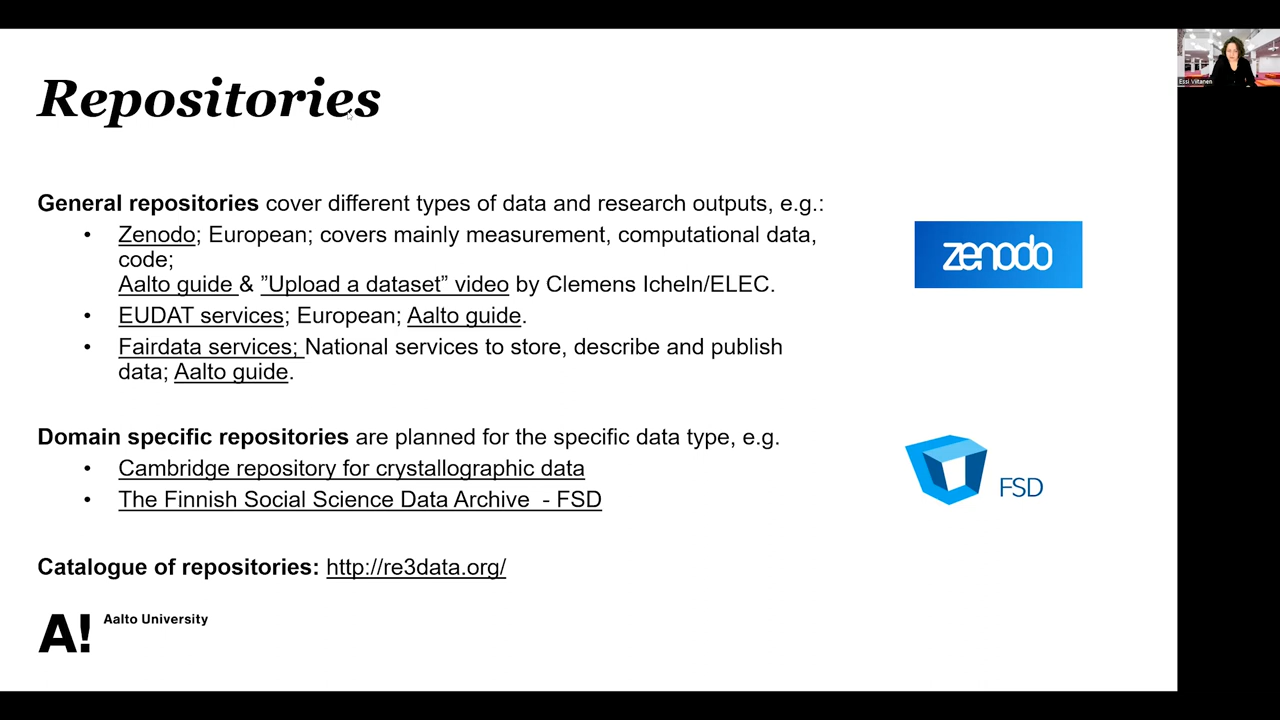 Repositories
Essi Viitanen
General repositories cover different types of data and research outputs, e.g.:
• Zenodo; European; covers mainly measurement, computational data,
code;
Aalto guide & ”Upload a dataset” video by Clemens Icheln/ELEC.
• EUDAT services; European; Aalto guide.
• Fairdata services; National services to store, describe and publish
data; Aalto guide.
zenodo
Domain specific repositories are planned for the specific data type, e.g.
• Cambridge repository for crystallographic data
• The Finnish Social Science Data Archive - FSD
FSD
Catalogue of repositories: http://re3data.org/
A! Aalto University